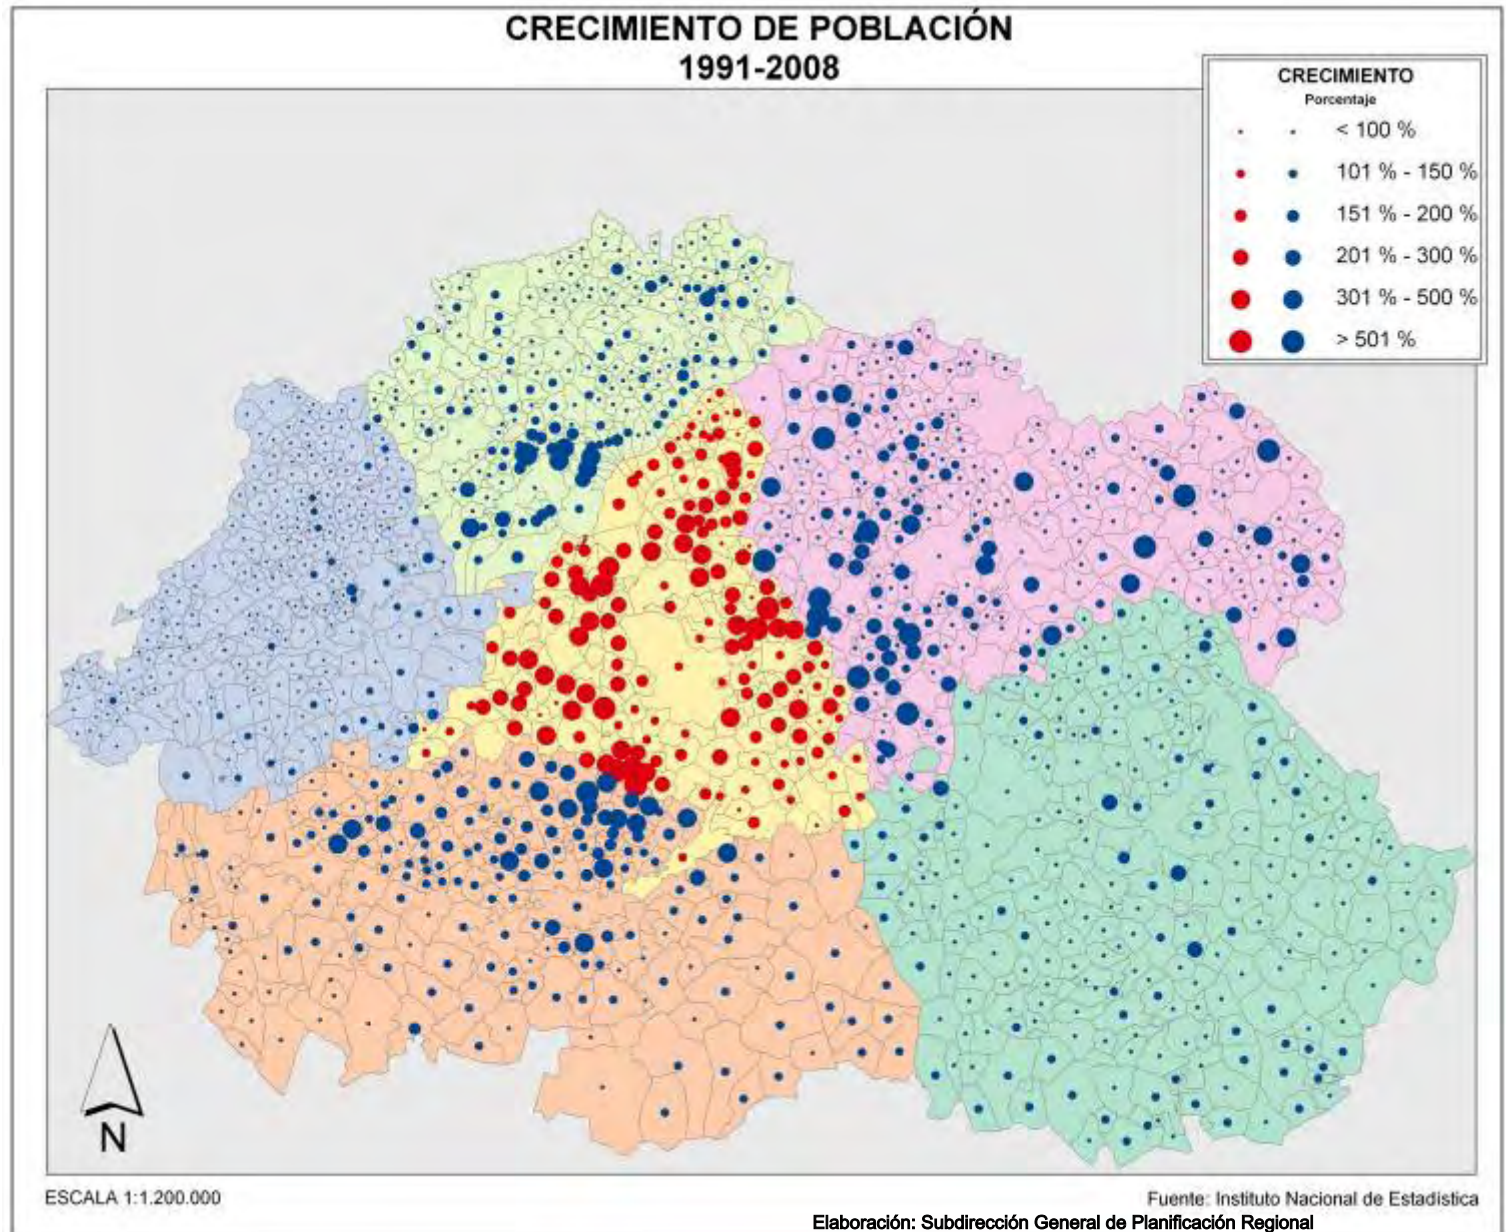 CRECIMIENTO DE POBLACIÓN
1991-2008
CRECIMIENTO
Porcentaje
< 100 %
101 % - 150 %
151 % - 200 %
201 % - 300 %
301 % - 500 %
> 501 %
N
ESCALA 1:1.200.000
Fuente: Instituto Nacional de Estadistica
Elaboración: Subdirección General de Planificación Regional